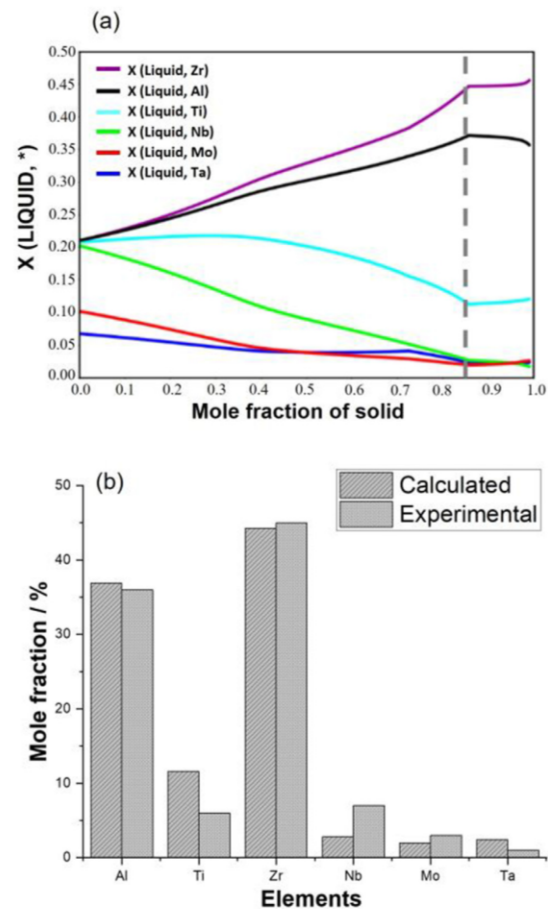 (a)
0.50
0.45
0.40
0.35
0.30
0.25
0.20
0.15
0.10
0.05
0.00
X (LIQUID, *)
X (Liquid, Zr)
X (Liquid, Al)
X (Liquid, Ti)
X (Liquid, Nb)
X (Liquid, Mo)
X (Liquid, Ta)
0.0 0.1 0.2 0.3 0.4 0.5 0.6 0.7 0.8 0.9 1.0
Mole fraction of solid
(b)
Calculated
Experimental
50
40
30
20
10
0
Mole fraction / %
Al Ti Zr Nb Mo Ta
Elements